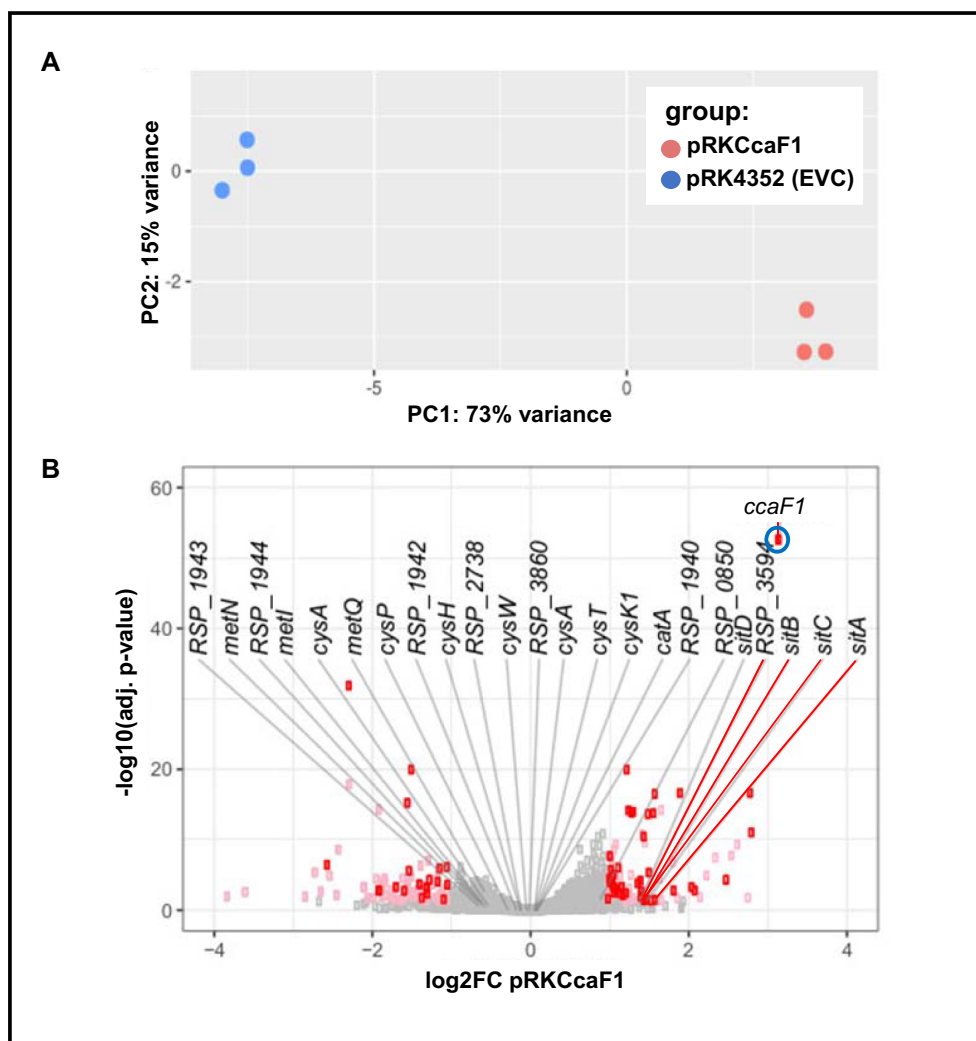 A
group:
pRKCcaF1
pRK4352 (EVC)
0
-2
PC2: 15% variance
-5
0
PC1: 73% variance
B
60
40
20
0
-log10(adj. p-value)
ccaF1
RSP_1943
metN
RSP_1944
metI
cysA
metQ
cysP
RSP_1942
cysH
RSP_2738
cysW
RSP_3860
cysA
cysT
cysK1
catA
RSP_1940
RSP_0850
sitD
RSP_3594
sitB
sitC
sitA
−4
−2
0
2
4
log2FC pRKCcaF1